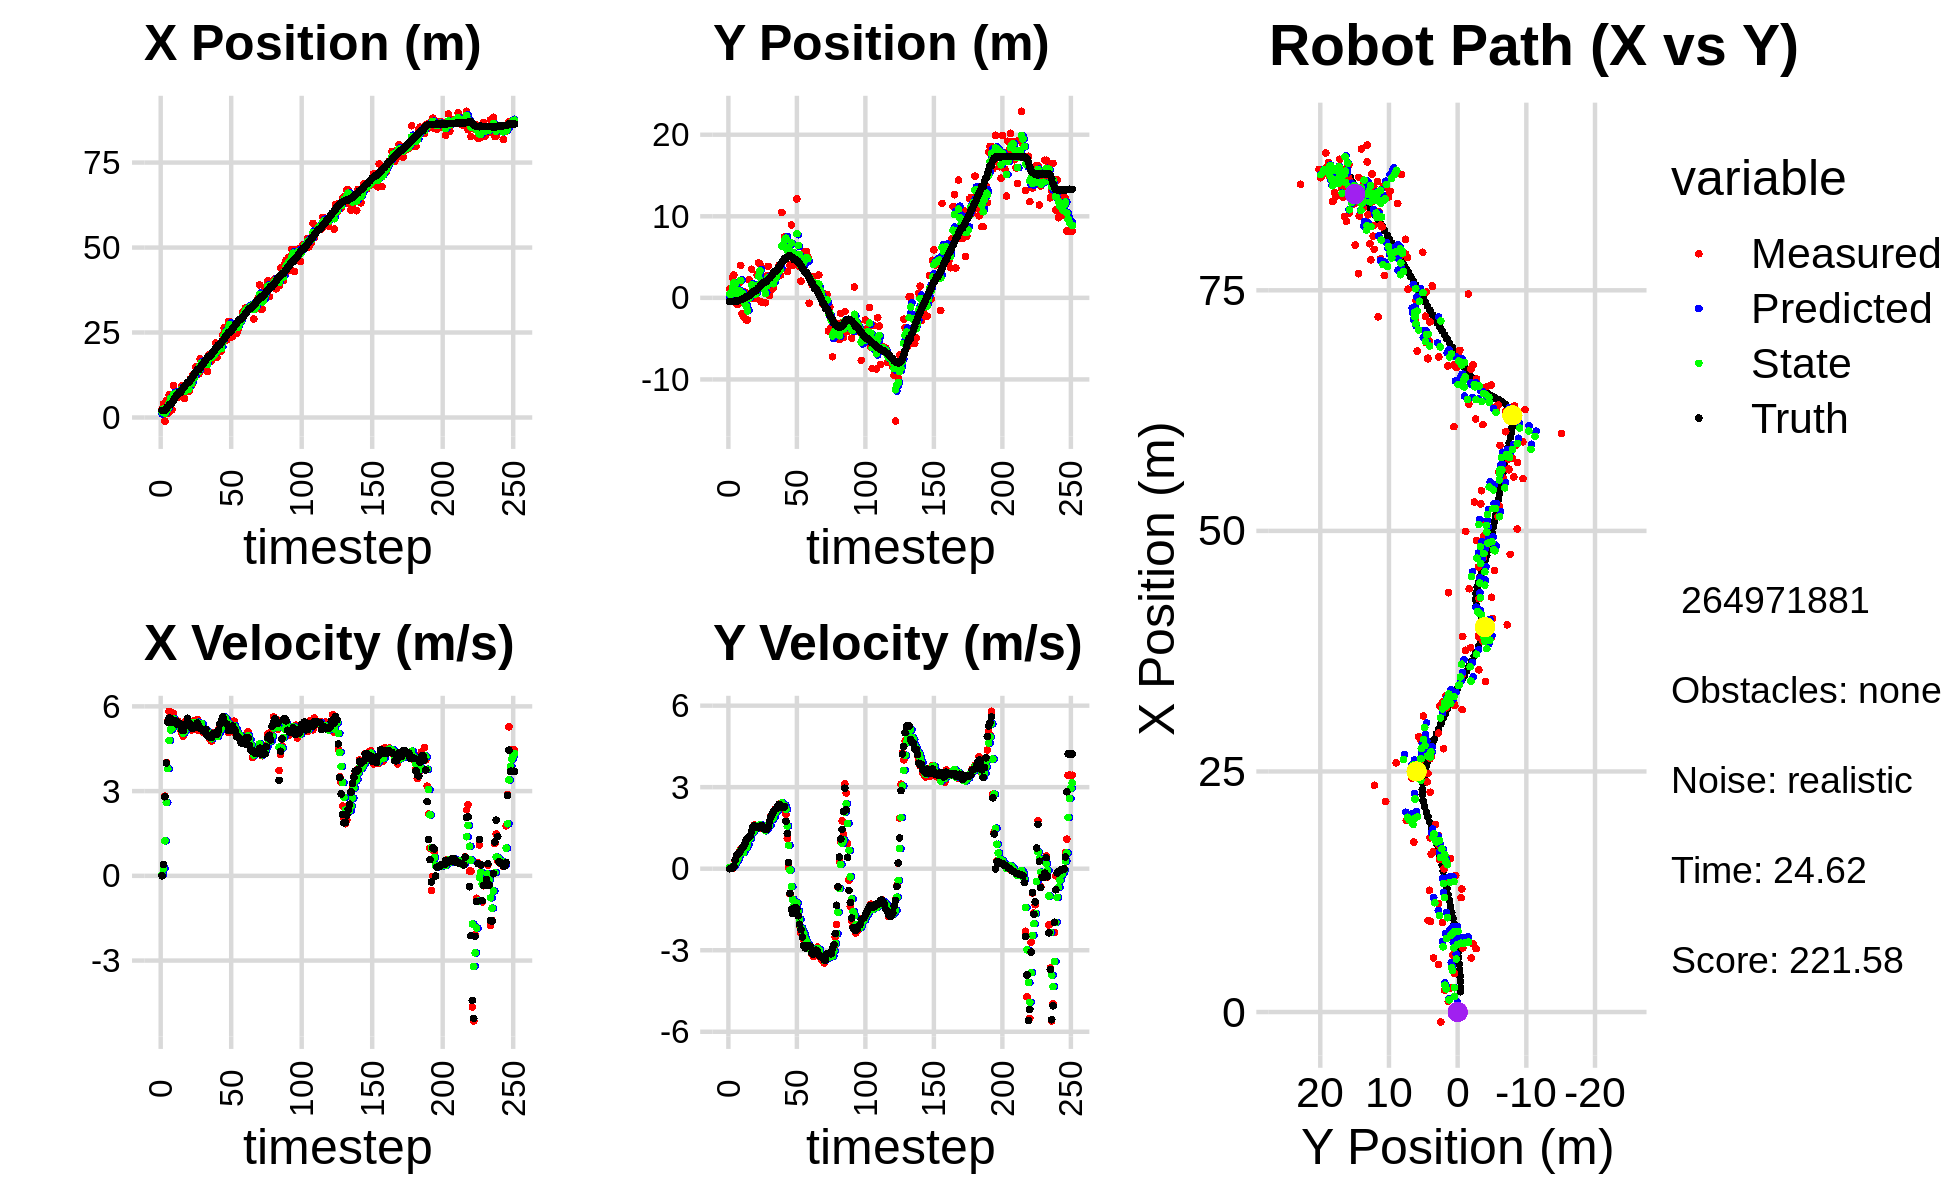 X Position (m)
75
50
25
0
0 50 100 150 200 250
timestep
Y Position (m)
20
10
0
-10
0 50 100 150 200 250
timestep
X Velocity (m/s)
6
3
0
-3
0 50 100 150 200 250
timestep
Y Velocity (m/s)
6
3
0
-3
-6
0 50 100 150 200 250
timestep
Robot Path (X vs Y)
X Position (m)
75
50
25
0
20 10 0 -10 -20
Y Position (m)
variable
Measured
Predicted
State
Truth
264971881
Obstacles: none
Noise: realistic
Time: 24.62
Score: 221.58